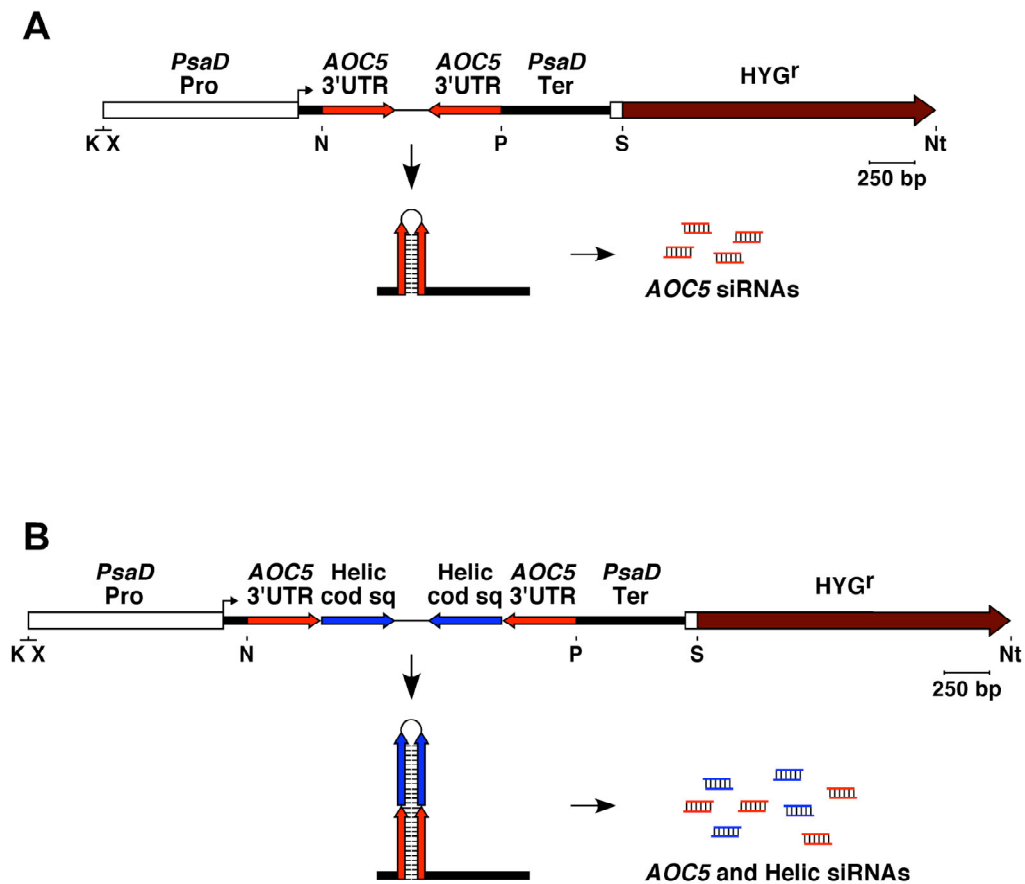 A
PsaD
Pro
AOC5
3'UTR
AOC5
3'UTR
PsaD
Ter
HYGr
K X
N
P
S
Nt
250 bp
AOC5 siRNAs
B
PsaD
Pro
AOC5
3'UTR
Helic
cod sq
Helic
cod sq
AOC5
3'UTR
PsaD
Ter
HYGr
K X
N
P
S
Nt
250 bp
AOC5 and Helic siRNAs